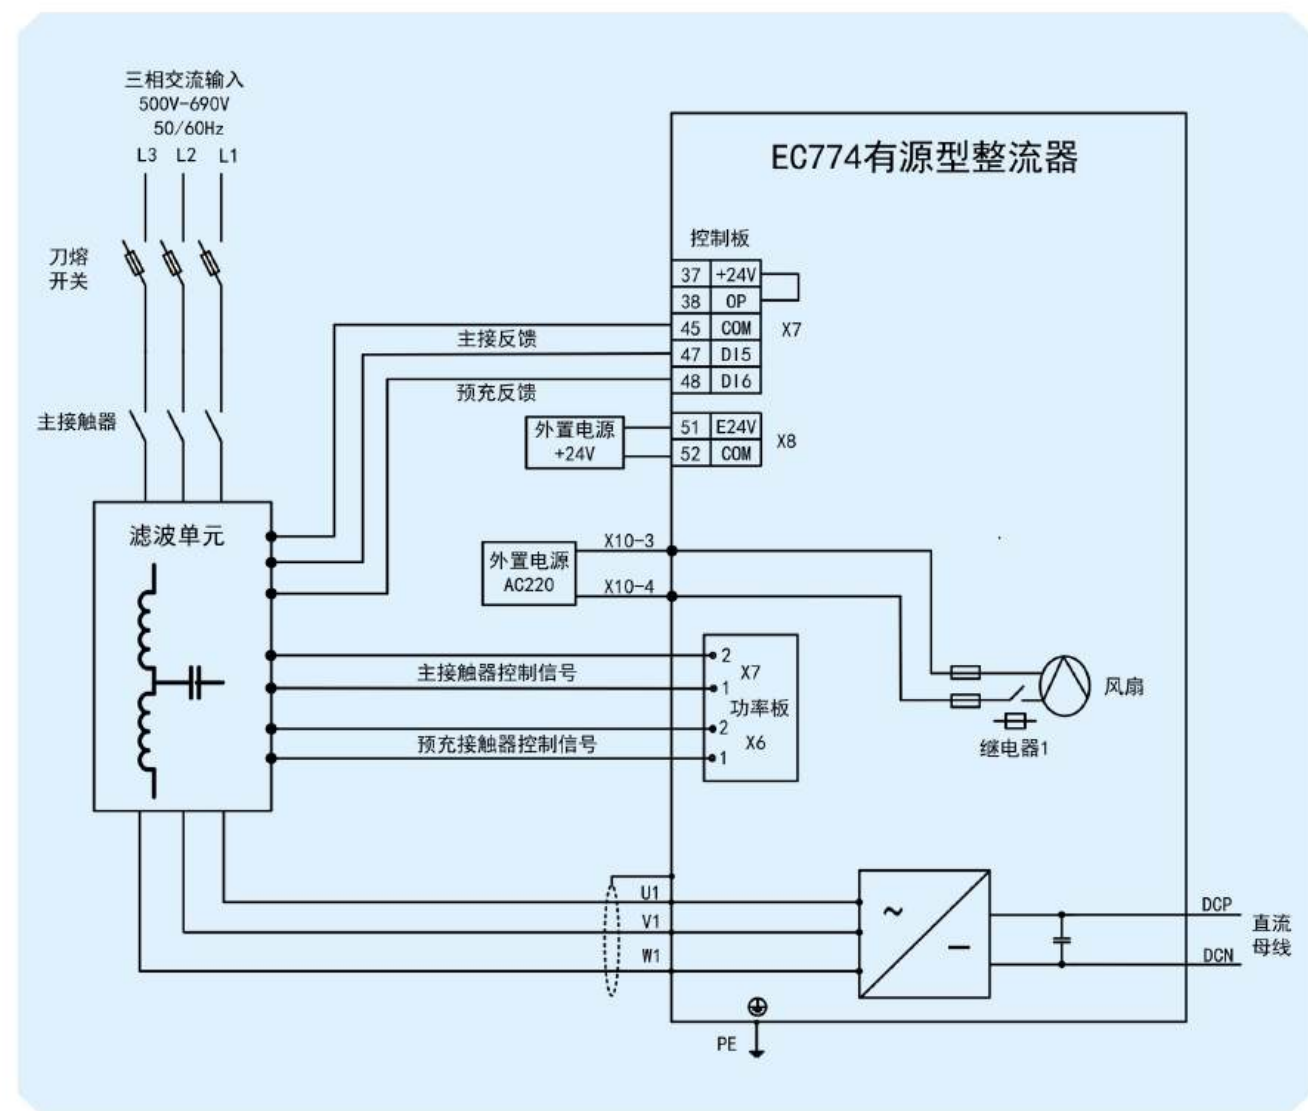 三相交流输入
500V-690V
50/60Hz
L3 L2 L1
EC774有源型整流器
刀熔
开关
控制板
37 +24V
38 OP
45 COM
47 DI5
48 DI6
X7
主接反馈
预充反馈
主接触器
外置电源
+24V
51 E24V
52 COM
X8
滤波单元
外置电源
AC220
X10-3
X10-4
主接触器控制信号
预充接触器控制信号
2
X7
1
功率板
2
X6
1
风扇
继电器1
U1
V1
W1
~
DCP
DCN
直流
母线
PE